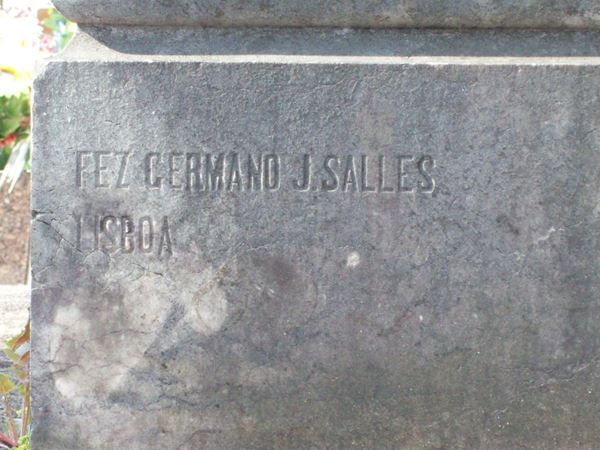 FEZ GERMANO J. SALLES
LISBOA